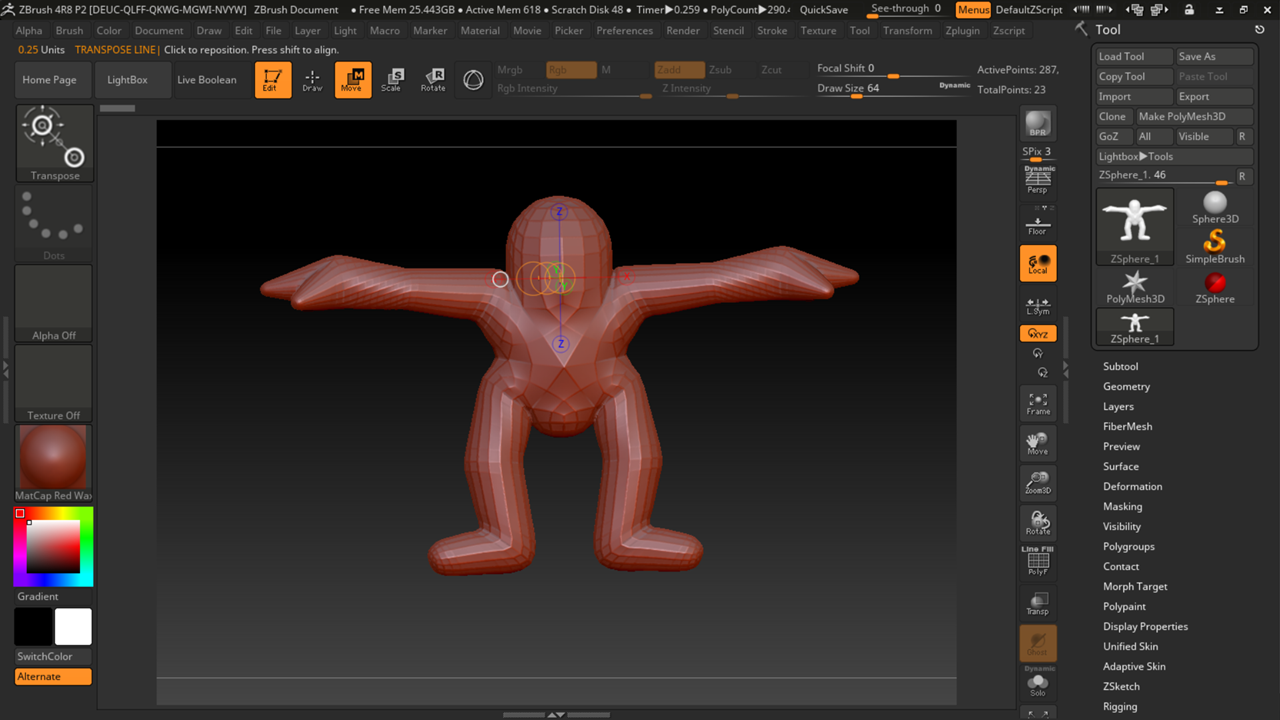 ZBrush 4R8 P2 [DEUC-QLFF-QKWG-MGWI-NVYW] ZBrush Document • Free Mem 25.443GB • Active Mem 618 • Scratch Disk 48 • Timer▶0.259 • PolyCount▶290. QuickSave See-through 0 Menus DefaultZScript
Alpha Brush Color Document Draw Edit File Layer Light Macro Marker Material Movie Picker Preferences Render Stencil Stroke Texture Tool Transform Zplugin Zscript
0.25 Units TRANSPOSE LINE| Click to reposition. Press shift to align.
Home Page LightBox Live Boolean Edit Draw Move Scale Rotate
M S R
Mrgb Rgb M Zadd Zsub Zcut
Rgb Intensity Z Intensity
Focal Shift 0
Draw Size 64 Dynamic
ActivePoints: 287,
TotalPoints: 23
Transpose
Dots
Alpha Off
Texture Off
MatCap Red Wax
Gradient
SwitchColor
Alternate
Z
Y
X
Y
Z
BPR
SPix 3
Dynamic
Persp
Floor
Local
L.Sym
XYZ
Y
Z
Frame
Move
Zoom3D
Rotate
Line Fill
PolyF
Transp
Ghost
Dynamic
Solo
Tool
Load Tool Save As
Copy Tool Paste Tool
Import Export
Clone Make PolyMesh3D
GoZ All Visible R
Lightbox▶Tools
ZSphere_1. 46 R
ZSphere_1 Sphere3D
SimpleBrush
PolyMesh3D ZSphere
ZSphere_1
Subtool
Geometry
Layers
FiberMesh
Preview
Surface
Deformation
Masking
Visibility
Polygroups
Contact
Morph Target
Polypaint
Display Properties
Unified Skin
Adaptive Skin
ZSketch
Rigging